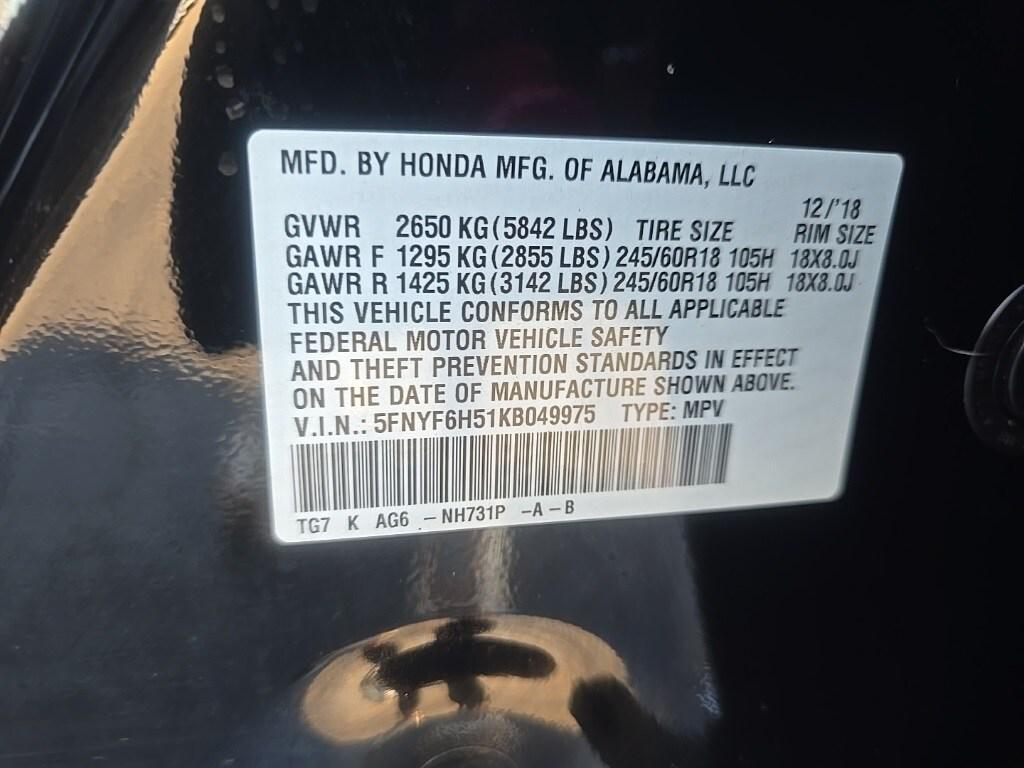 MFD. BY HONDA MFG. OF ALABAMA, LLC
12/'18
GVWR 2650 KG (5842 LBS) TIRE SIZE RIM SIZE
GAWR F 1295 KG (2855 LBS) 245/60R18 105H 18X8.0J
GAWR R 1425 KG (3142 LBS) 245/60R18 105H 18X8.0J
THIS VEHICLE CONFORMS TO ALL APPLICABLE
FEDERAL MOTOR VEHICLE SAFETY
AND THEFT PREVENTION STANDARDS IN EFFECT
ON THE DATE OF MANUFACTURE SHOWN ABOVE.
V.I.N.: 5FNYF6H51KB049975 TYPE: MPV
TG7 K AG6 - NH731P -A-B